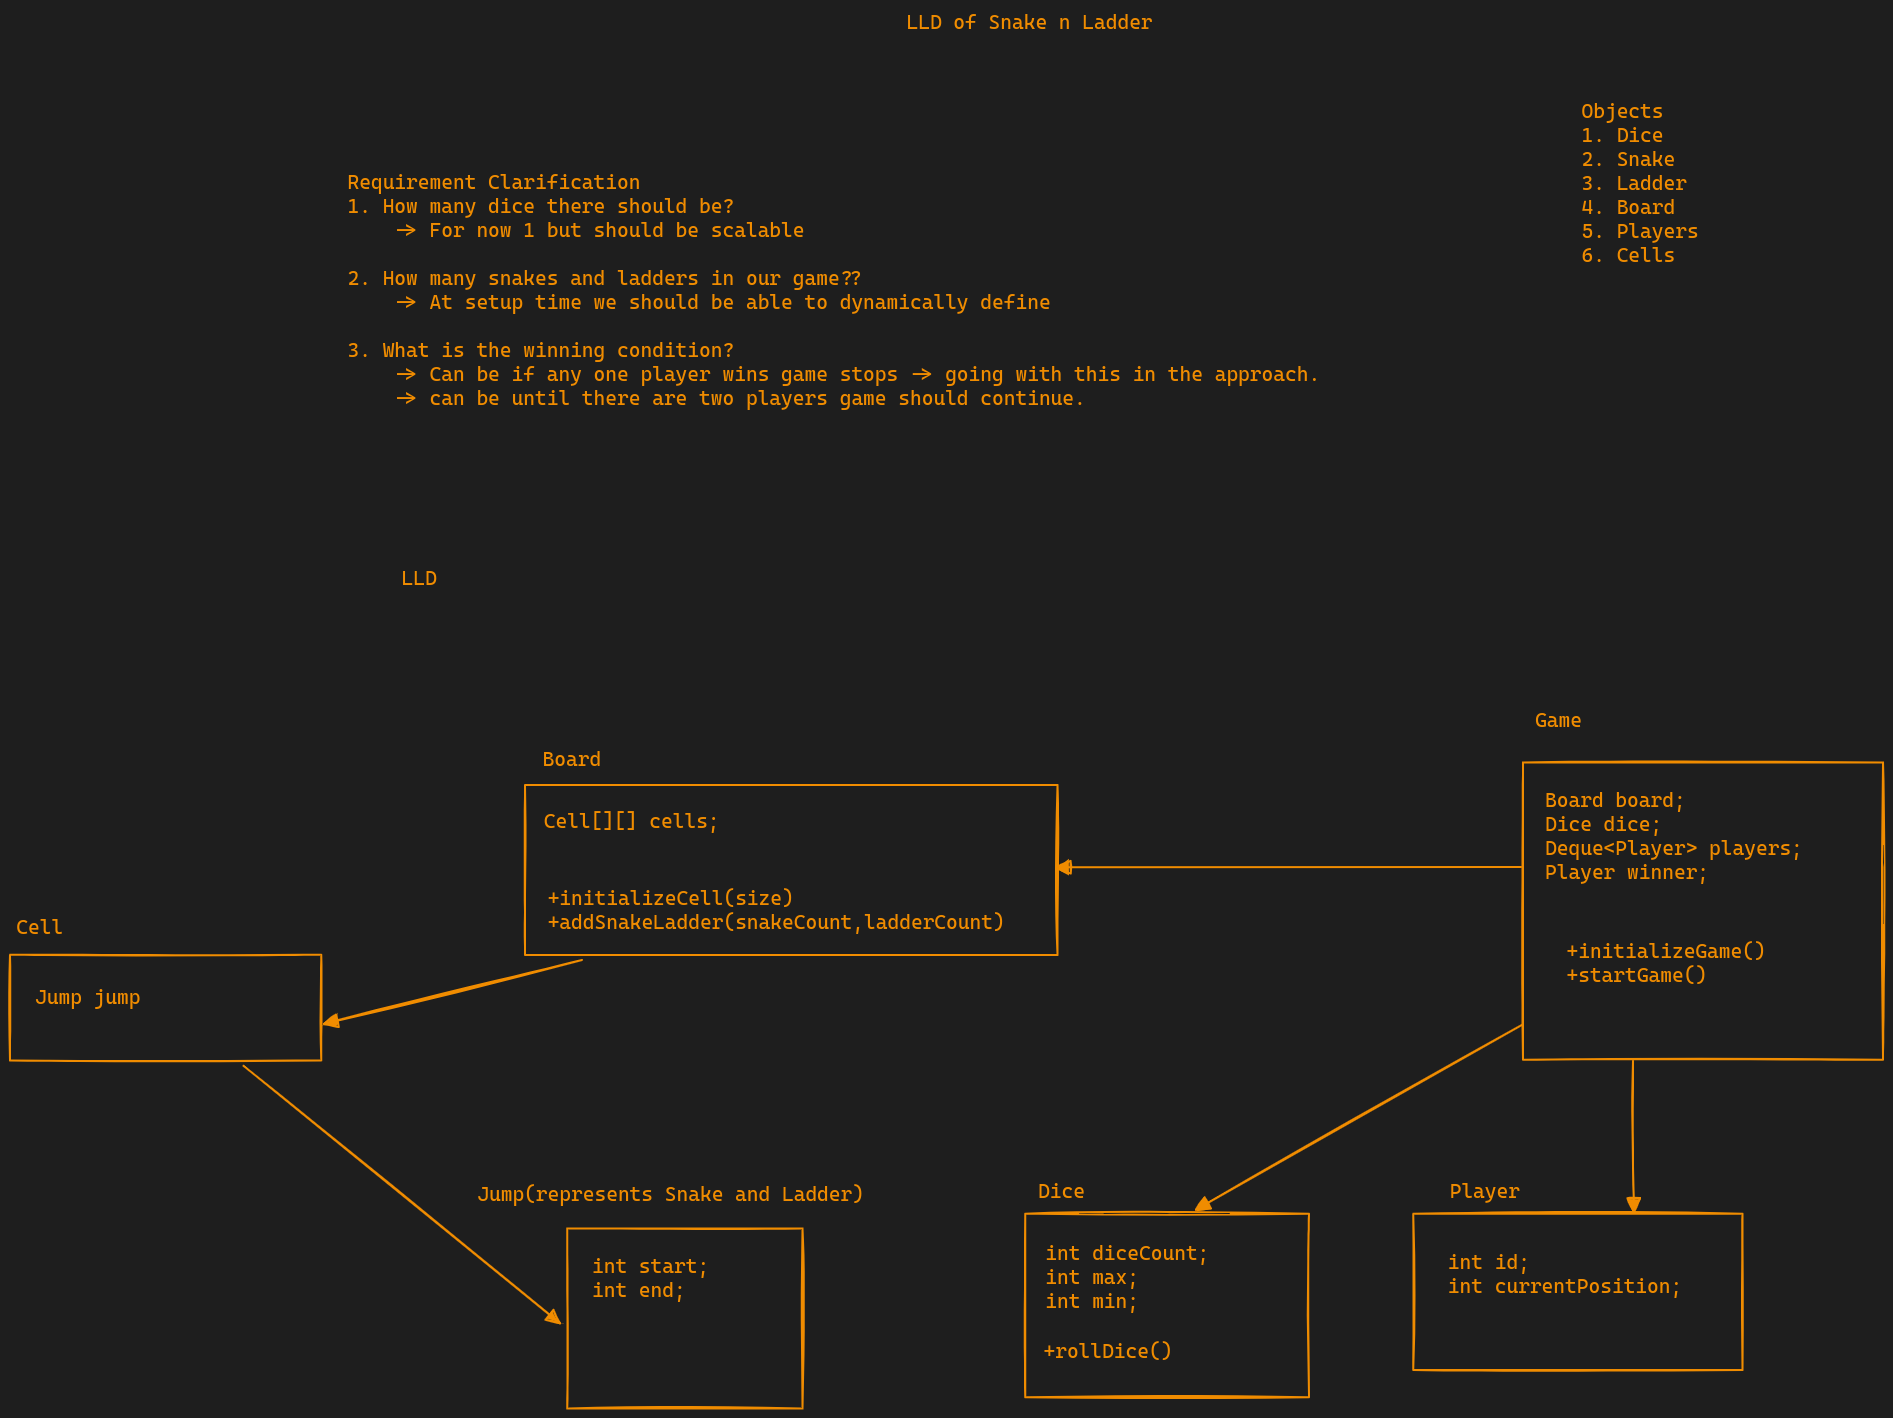 LLD of Snake n Ladder
Objects
1. Dice
2. Snake
3. Ladder
4. Board
5. Players
6. Cells
Requirement Clarification
1. How many dice there should be?
-> For now 1 but should be scalable
2. How many snakes and ladders in our game??
-> At setup time we should be able to dynamically define
3. What is the winning condition?
-> Can be if any one player wins game stops -> going with this in the approach.
-> can be until there are two players game should continue.
LLD
Game
Board board;
Dice dice;
Deque<Player> players;
Player winner;
+initializeGame()
+startGame()
Board
Cell[][] cells;
+initializeCell(size)
+addSnakeLadder(snakeCount,ladderCount)
Cell
Jump jump
Jump(represents Snake and Ladder)
int start;
int end;
Dice
int diceCount;
int max;
int min;
+rollDice()
Player
int id;
int currentPosition;